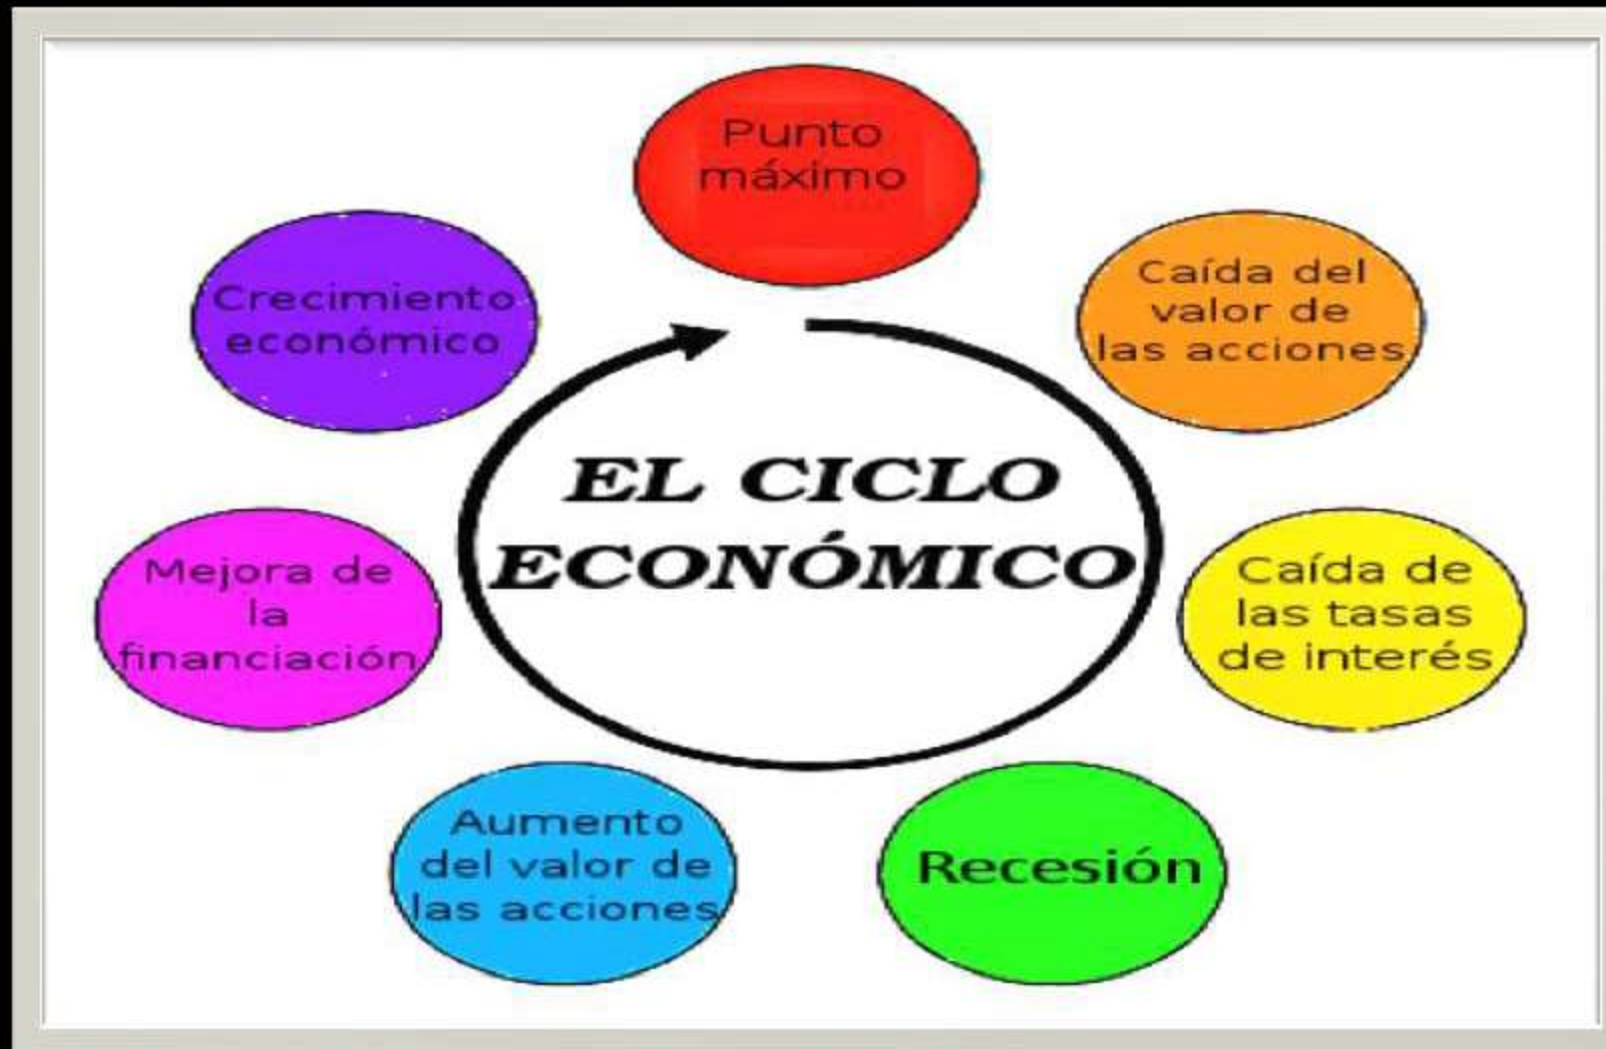 Punto
máximo
Caída del
valor de
las acciones
Caída de
las tasas
de interés
Recesión
Aumento
del valor de
las acciones
Mejora de
la
financiación
Crecimiento
económico
EL CICLO
ECONÓMICO